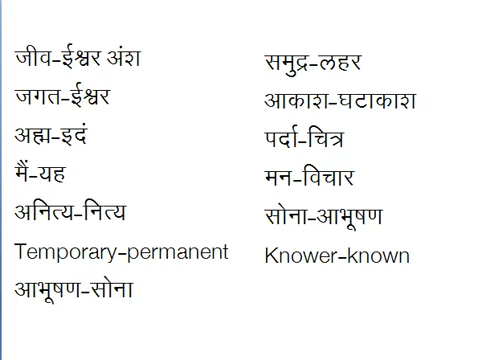 जीव-ईश्वर अंश
जगत-ईश्वर
अह्म-इदं
मैं-यह
अनित्य-नित्य
Temporary-permanent
आभूषण-सोना
समुद्र-लहर
आकाश-घटाकाश
पर्दा-चित्र
मन-विचार
सोना-आभूषण
Knower-known